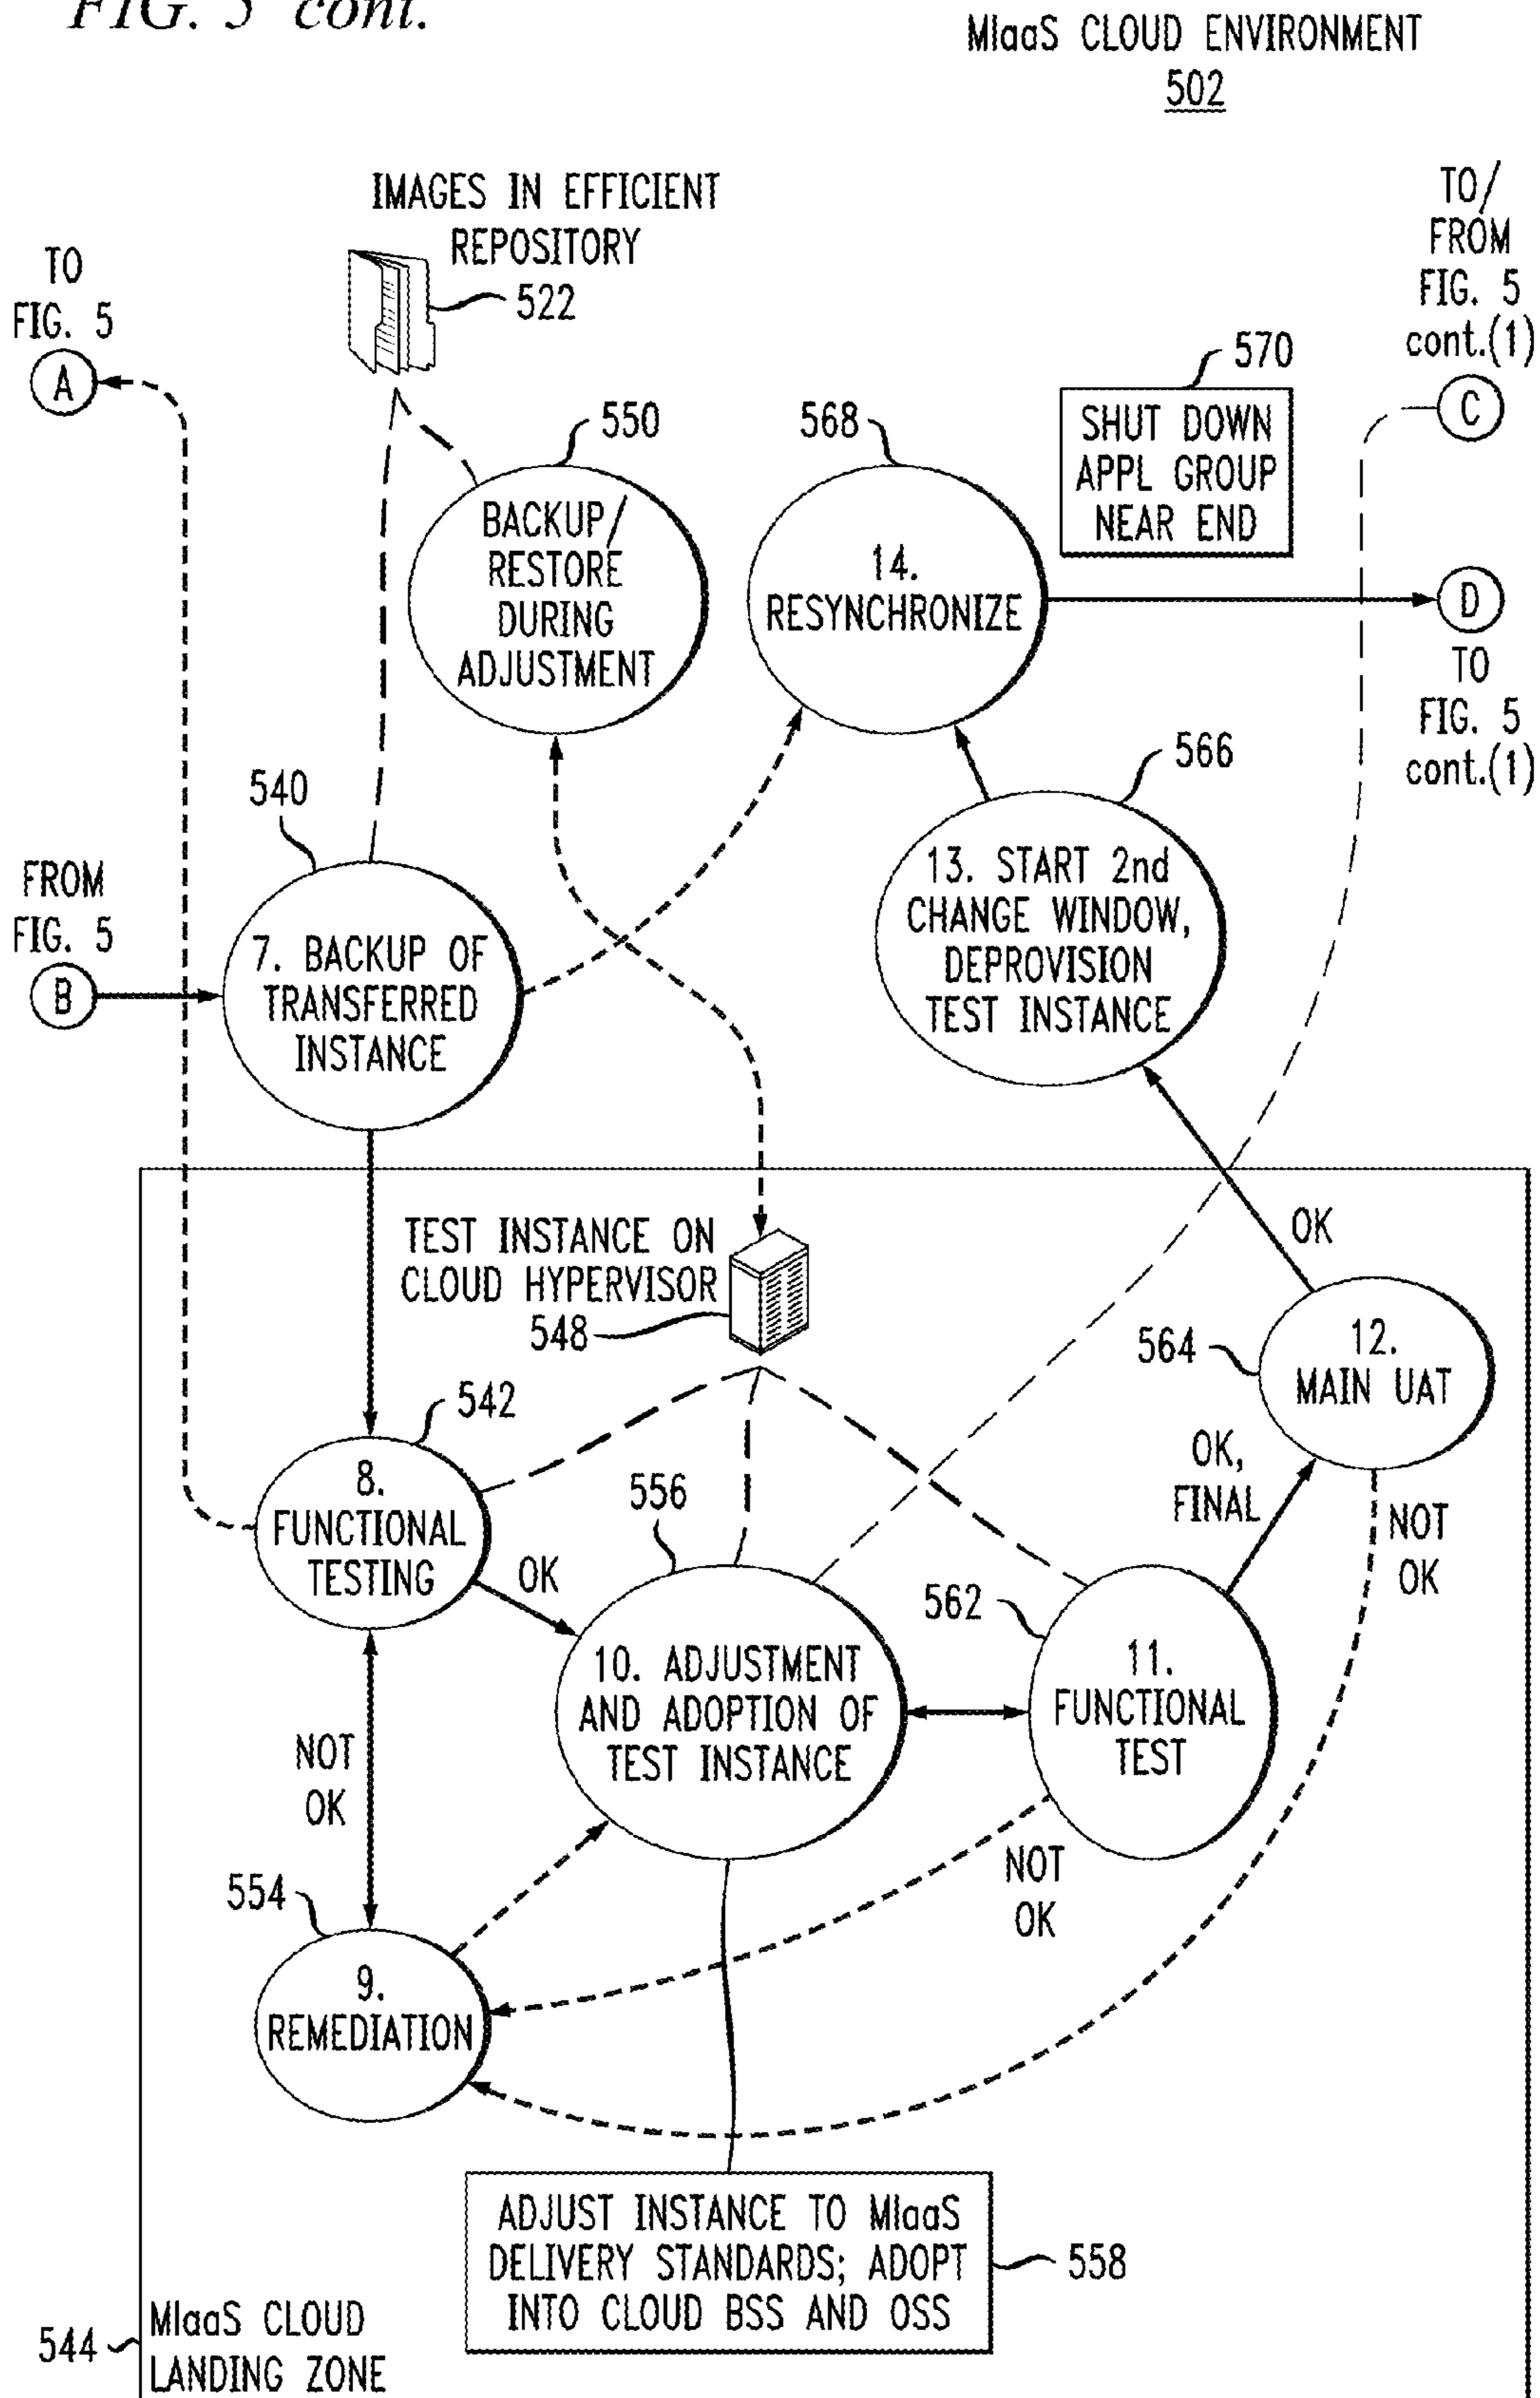 FIG. 5 cont.
MIaaS CLOUD ENVIRONMENT
502
IMAGES IN EFFICIENT
REPOSITORY
522
TO
FIG. 5
A
TO/
FROM
FIG. 5
cont.(1)
C
570
SHUT DOWN
APPL GROUP
NEAR END
550
BACKUP/
RESTORE
DURING
ADJUSTMENT
568
14.
RESYNCHRONIZE
D
TO
FIG. 5
cont.(1)
540
FROM
FIG. 5
B
7. BACKUP OF
TRANSFERRED
INSTANCE
566
13. START 2nd
CHANGE WINDOW,
DEPROVISION
TEST INSTANCE
OK
TEST INSTANCE ON
CLOUD HYPERVISOR
548
564
12.
MAIN UAT
542
8.
FUNCTIONAL
TESTING
OK
OK,
FINAL
NOT
OK
556
10. ADJUSTMENT
AND ADOPTION OF
TEST INSTANCE
562
11.
FUNCTIONAL
TEST
NOT
OK
NOT
OK
554
9.
REMEDIATION
ADJUST INSTANCE TO MIaaS
DELIVERY STANDARDS; ADOPT
INTO CLOUD BSS AND OSS
558
544
MIaaS CLOUD
LANDING ZONE